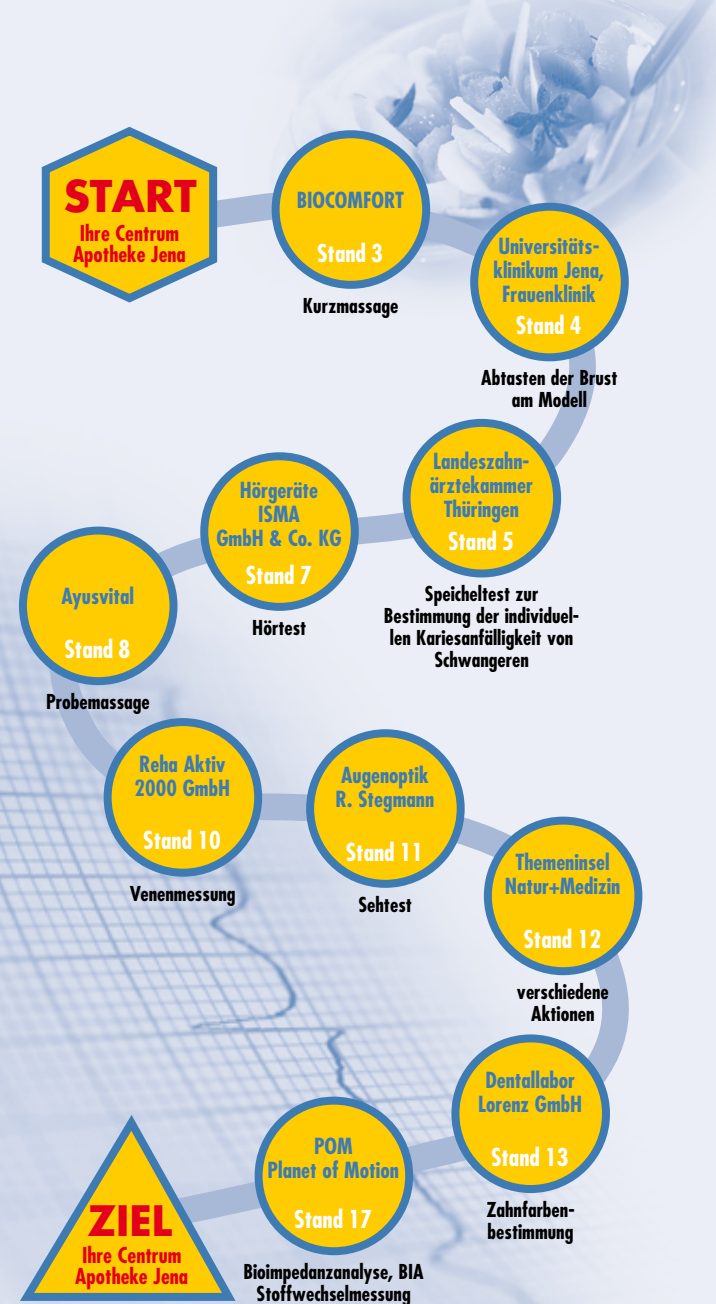 START
Ihre Centrum
Apotheke Jena
BIOCOMFORT
Stand 3
Kurzmassage
Universitäts-
klinikum Jena,
Frauenklinik
Stand 4
Abtasten der Brust
am Modell
Landeszahn-
ärztekammer
Thüringen
Stand 5
Speicheltest zur
Bestimmung der individuel-
len Kariesanfälligkeit von
Schwangeren
Hörgeräte
ISMA
GmbH & Co. KG
Stand 7
Hörtest
Ayusvital
Stand 8
Probemassage
Reha Aktiv
2000 GmbH
Stand 10
Venenmessung
Augenoptik
R. Stegmann
Stand 11
Sehtest
Themeninsel
Natur+Medizin
Stand 12
verschiedene
Aktionen
Dentallabor
Lorenz GmbH
Stand 13
Zahnfarben-
bestimmung
POM
Planet of Motion
Stand 17
Bioimpedanzanalyse, BIA
Stoffwechselmessung
ZIEL
Ihre Centrum
Apotheke Jena